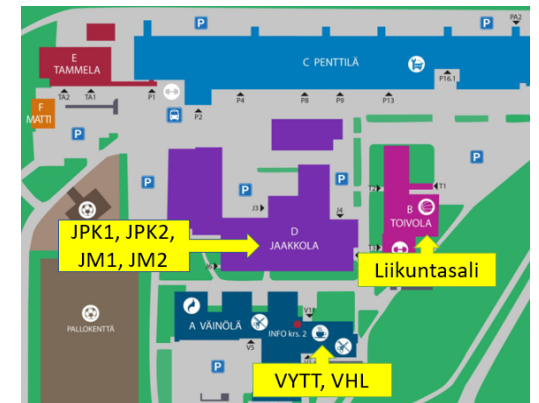 P
PA2
E
TAMMELA
C PENTTILÄ
P16.1
TA2
TA1
P1
P2
P4
P8
P9
P13
F
MATTI
P
P
P
P
P
P
T2
T1
J3
J4
B
TOIVOLA
D
JAAKKOLA
JPK1, JPK2,
JM1, JM2
T3
Liikuntasali
PALLOKENTTÄ
A VÄINÖLÄ
INFO krs. 2
V1
V5
P
VYTT, VHL